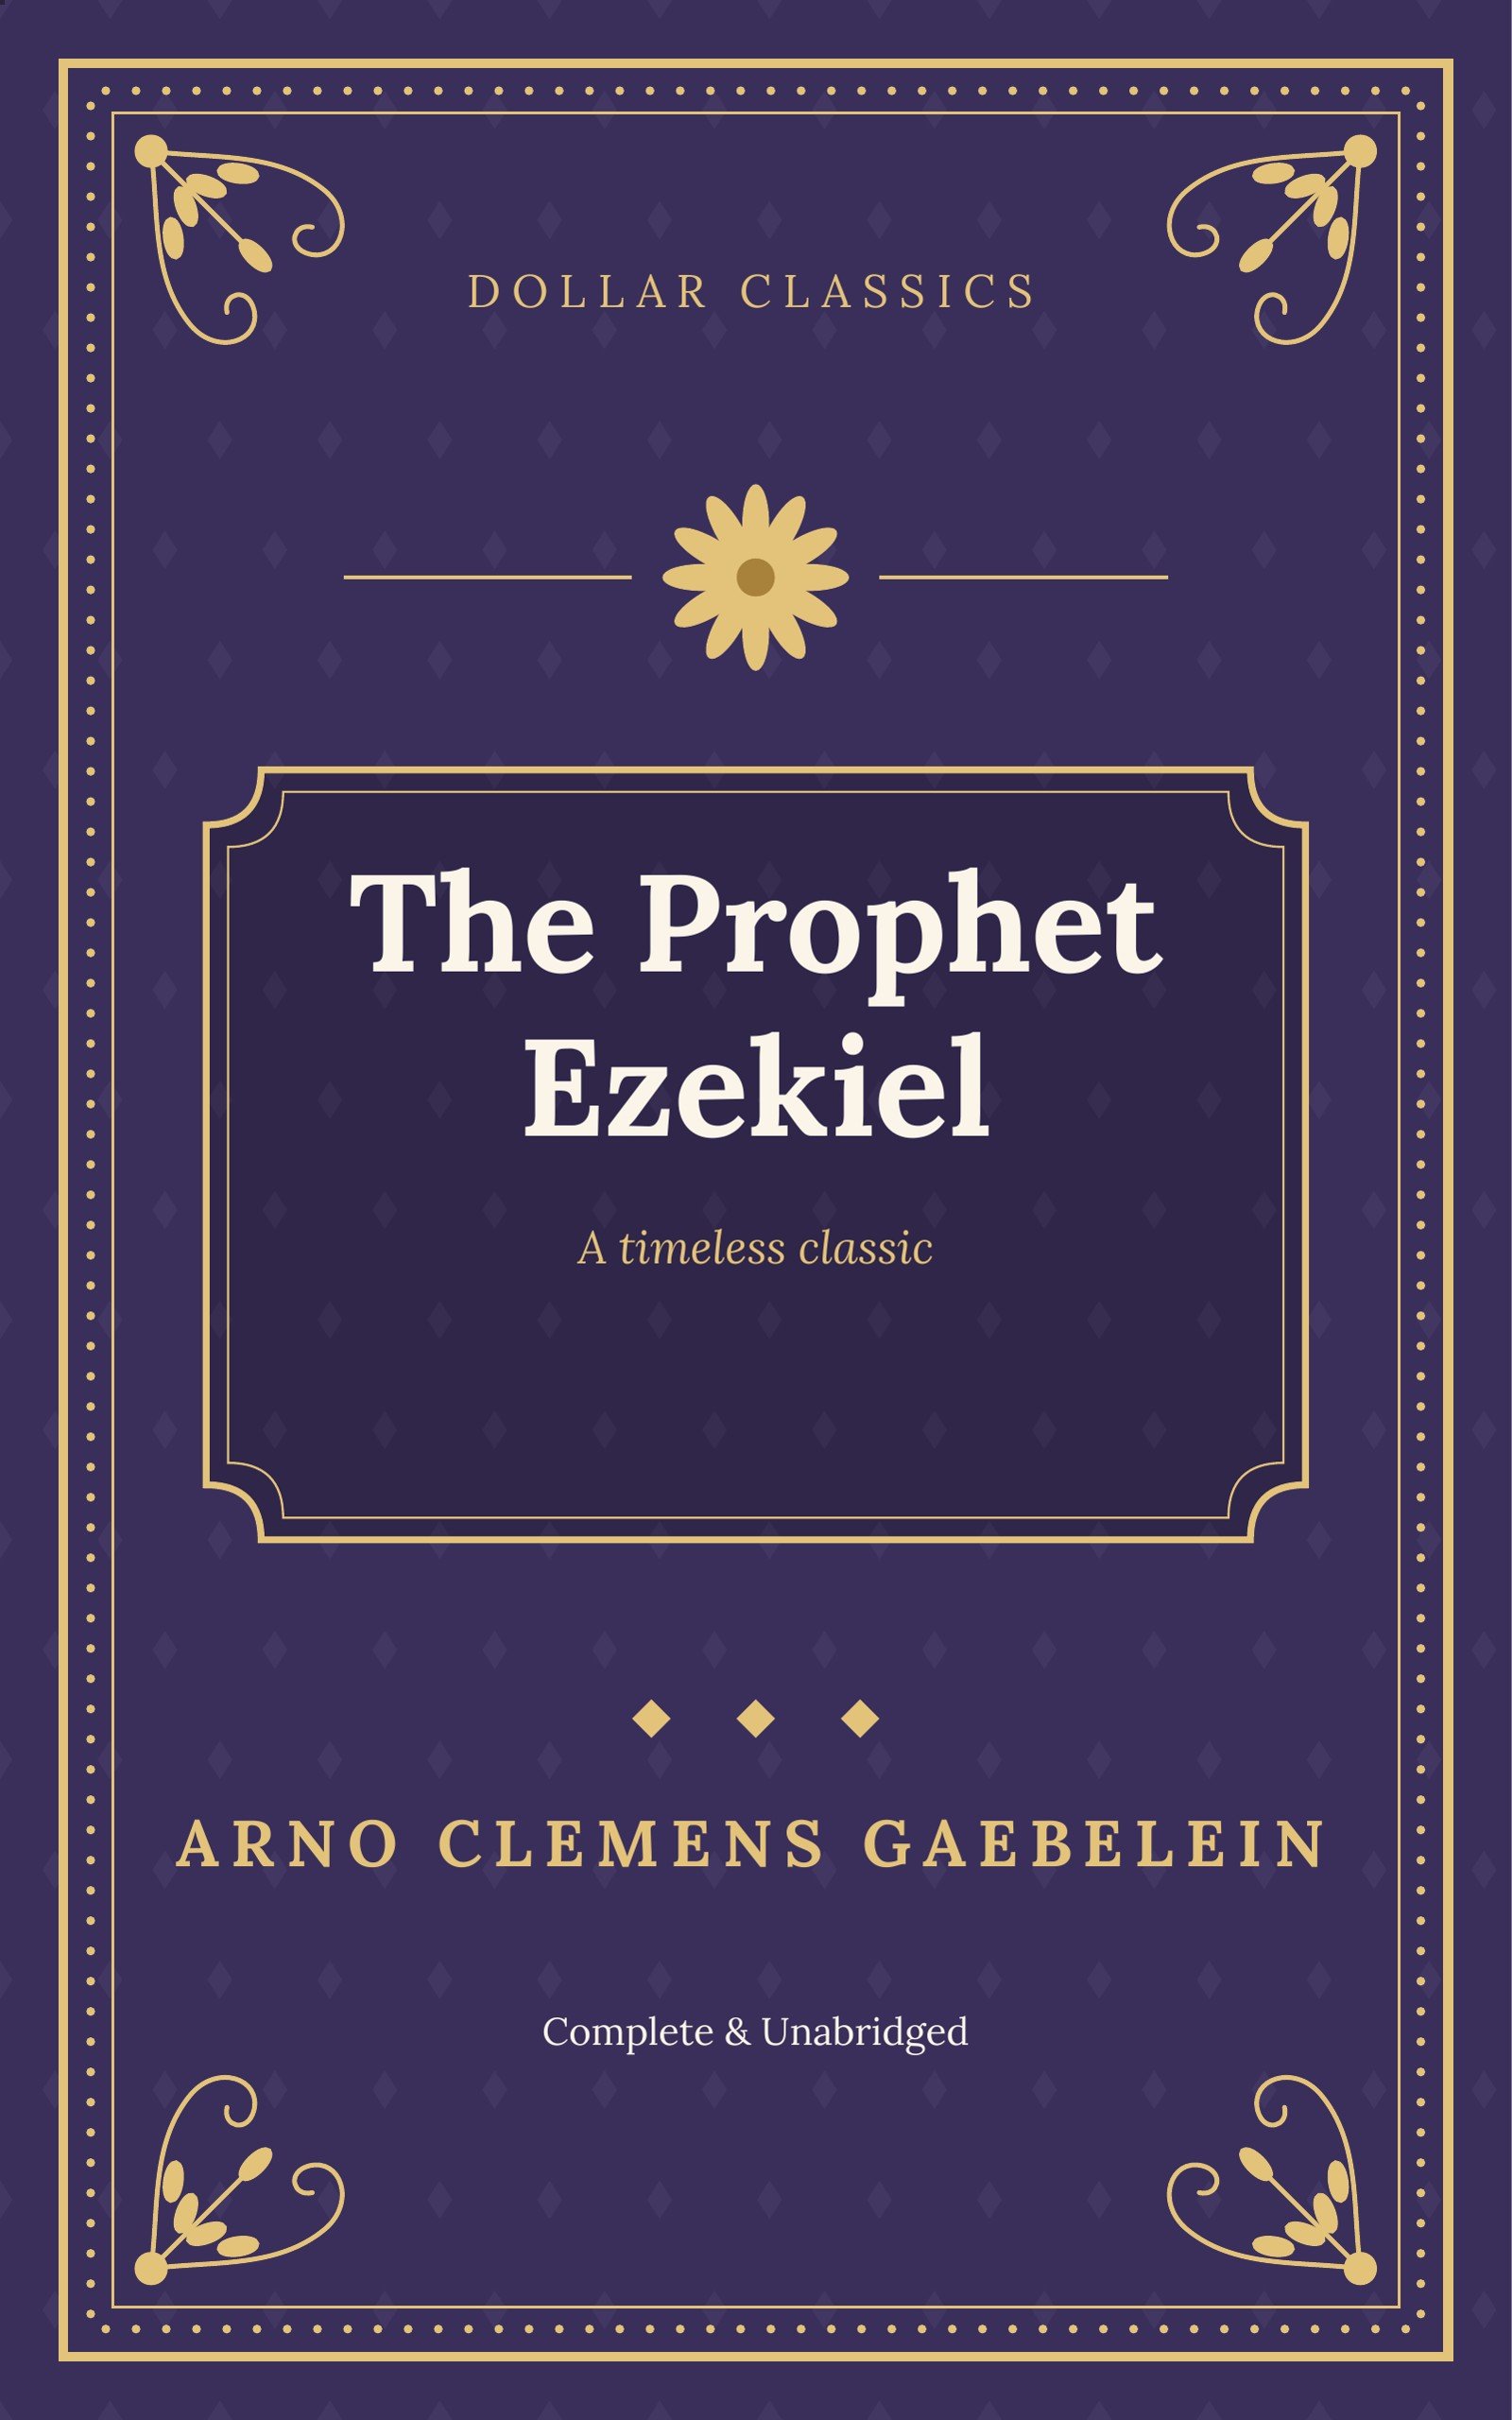 DOLLAR CLASSICS
The Prophet
Ezekiel
A timeless classic
ARNO CLEMENS GAEBELEIN
Complete & Unabridged